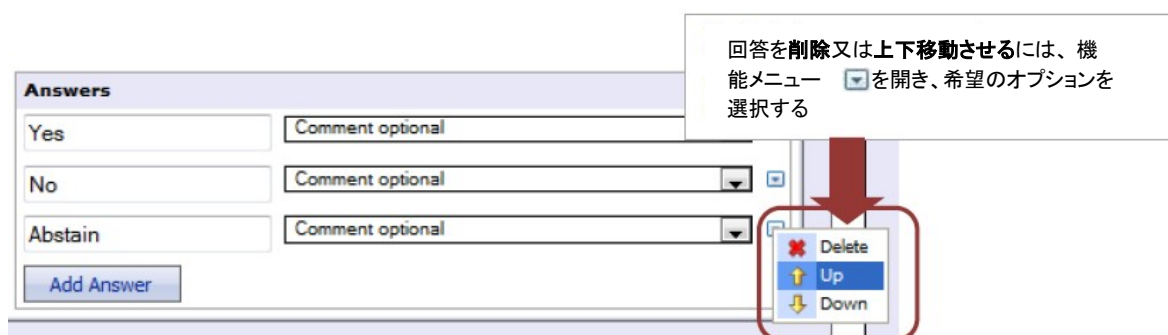 回答を削除又は上下移動させるには、機
能メニュー を開き、希望のオプションを
選択する
Answers
Yes Comment optional
No Comment optional
Abstain Comment optional
Add Answer
Delete
Up
Down